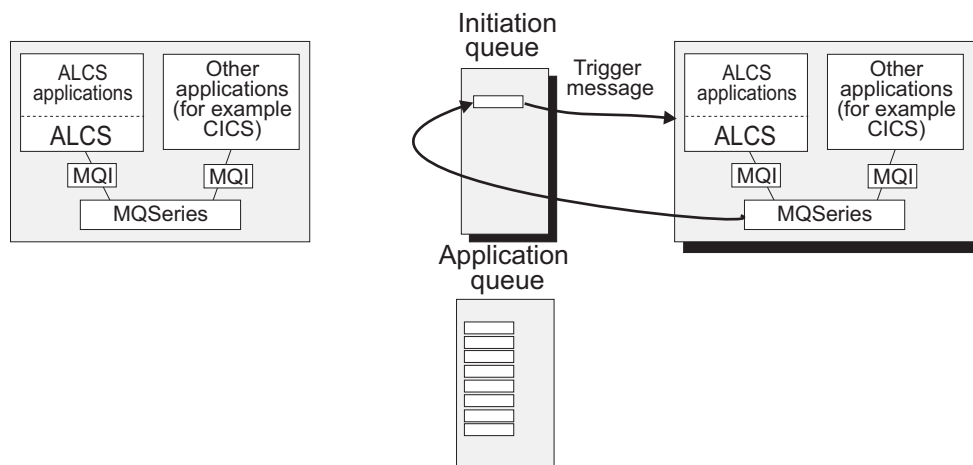 ALCS
applications
ALCS
Other
applications
(for example
CICS)
MQI
MQI
MQSeries
Initiation
queue
Trigger
message
Application
queue
ALCS
applications
ALCS
Other
applications
(for example
CICS)
MQI
MQI
MQSeries